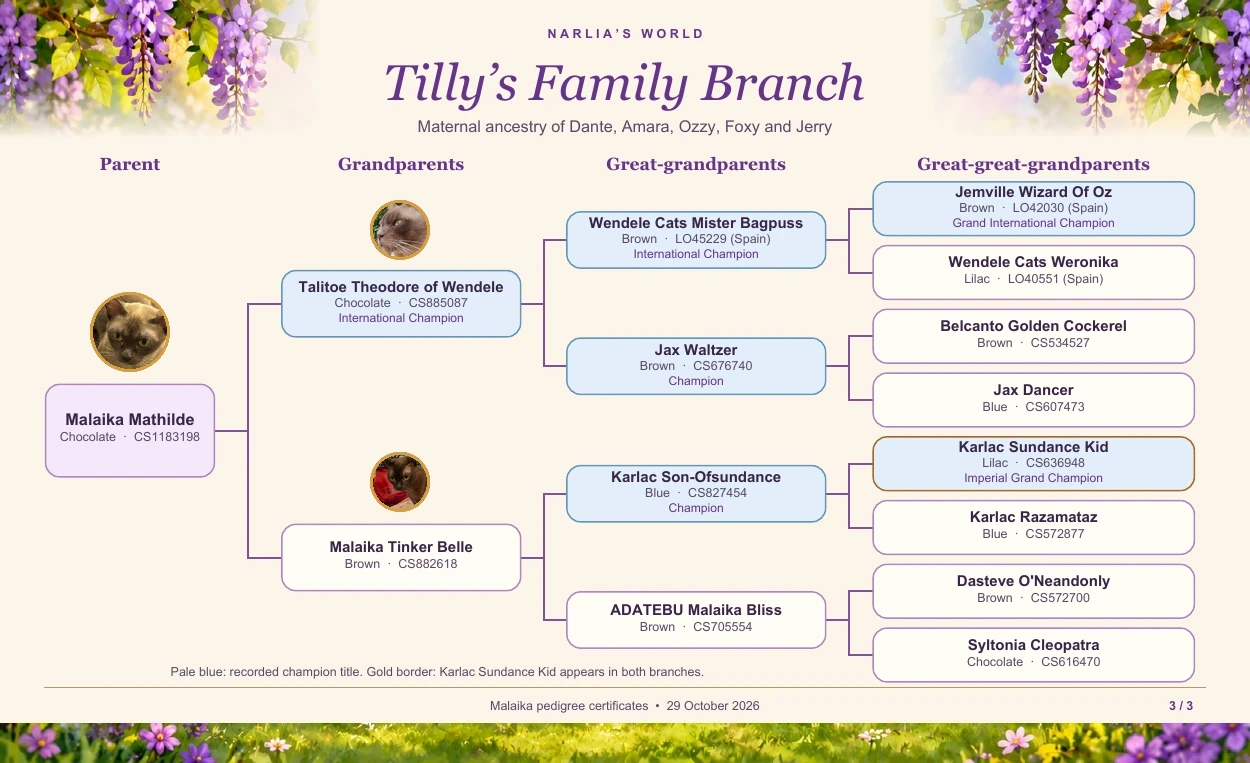 NARLIA’S WORLD
Tilly’s Family Branch
Maternal ancestry of Dante, Amara, Ozzy, Foxy and Jerry
Parent
Grandparents
Great-grandparents
Great-great-grandparents
Malaika Mathilde
Chocolate · CS1183198
Talitoe Theodore of Wendele
Chocolate · CS885087
International Champion
Malaika Tinker Belle
Brown · CS882618
Wendele Cats Mister Bagpuss
Brown · LO45229 (Spain)
International Champion
Jax Waltzer
Brown · CS676740
Champion
Karlac Son-Ofsundance
Blue · CS827454
Champion
ADATEBU Malaika Bliss
Brown · CS705554
Jemville Wizard Of Oz
Brown · LO42030 (Spain)
Grand International Champion
Wendele Cats Weronika
Lilac · LO40551 (Spain)
Belcanto Golden Cockerel
Brown · CS534527
Jax Dancer
Blue · CS607473
Karlac Sundance Kid
Lilac · CS636948
Imperial Grand Champion
Karlac Razamataz
Blue · CS572877
Dasteve O'Neandonly
Brown · CS572700
Syltonia Cleopatra
Chocolate · CS616470
Pale blue: recorded champion title. Gold border: Karlac Sundance Kid appears in both branches.
Malaika pedigree certificates • 29 October 2026
3 / 3